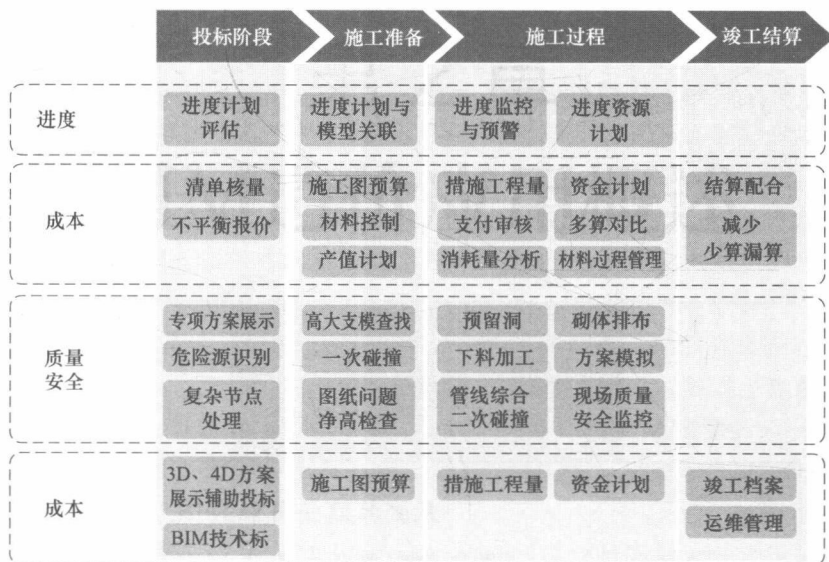 投标阶段 施工准备 施工过程 竣工结算
进度
进度计划
评估
进度计划与
模型关联
进度监控
与预警
进度资源
计划
成本
清单核量 施工图预算 措施工程量 资金计划 结算配合
不平衡报价 材料控制 支付审核 多算对比
减少
少算漏算
产值计划 消耗量分析 材料过程管理
质量
安全
专项方案展示 高大支模查找 预留洞 砌体排布
危险源识别 一次碰撞 下料加工 方案模拟
复杂节点
处理
图纸问题
净高检查
管线综合
二次碰撞
现场质量
安全监控
成本
3D、4D方案
展示辅助投标
施工图预算 措施工程量 资金计划 竣工档案
BIM技术标 运维管理